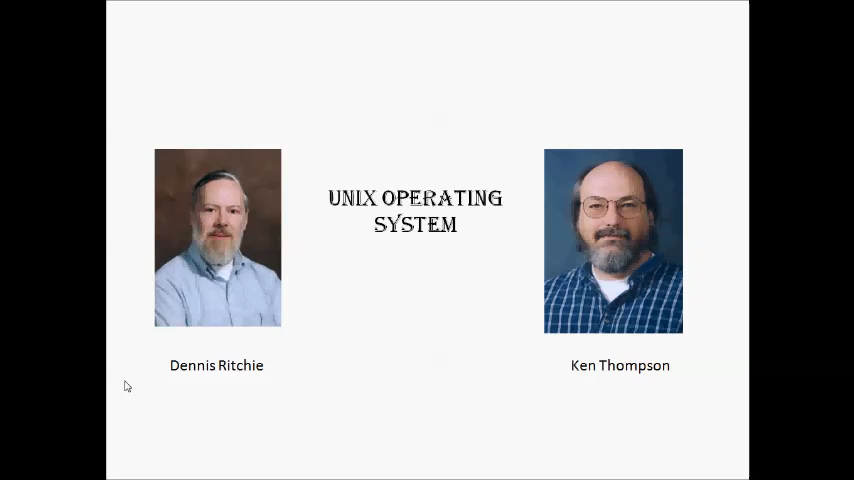 UNIX OPERATING
SYSTEM
Dennis Ritchie
Ken Thompson